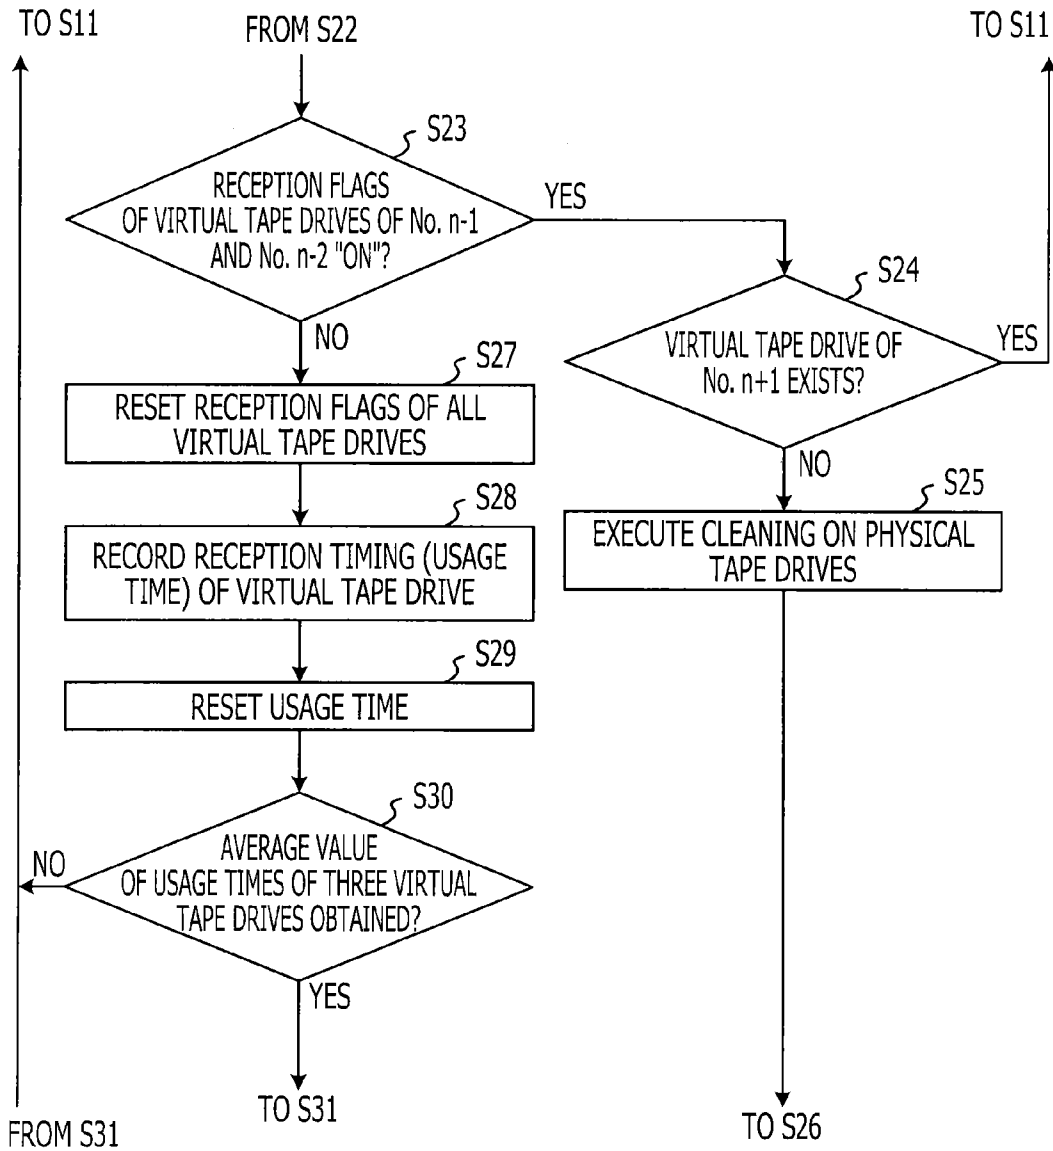 TO S11
FROM S22
TO S11
S23
RECEPTION FLAGS
OF VIRTUAL TAPE DRIVES OF No. n-1
AND No. n-2 "ON"?
YES
NO
S24
VIRTUAL TAPE DRIVE OF
No. n+1 EXISTS?
YES
NO
S27
RESET RECEPTION FLAGS OF ALL
VIRTUAL TAPE DRIVES
S25
EXECUTE CLEANING ON PHYSICAL
TAPE DRIVES
S28
RECORD RECEPTION TIMING (USAGE
TIME) OF VIRTUAL TAPE DRIVE
S29
RESET USAGE TIME
S30
AVERAGE VALUE
OF USAGE TIMES OF THREE VIRTUAL
TAPE DRIVES OBTAINED?
NO
YES
TO S31
FROM S31
TO S26